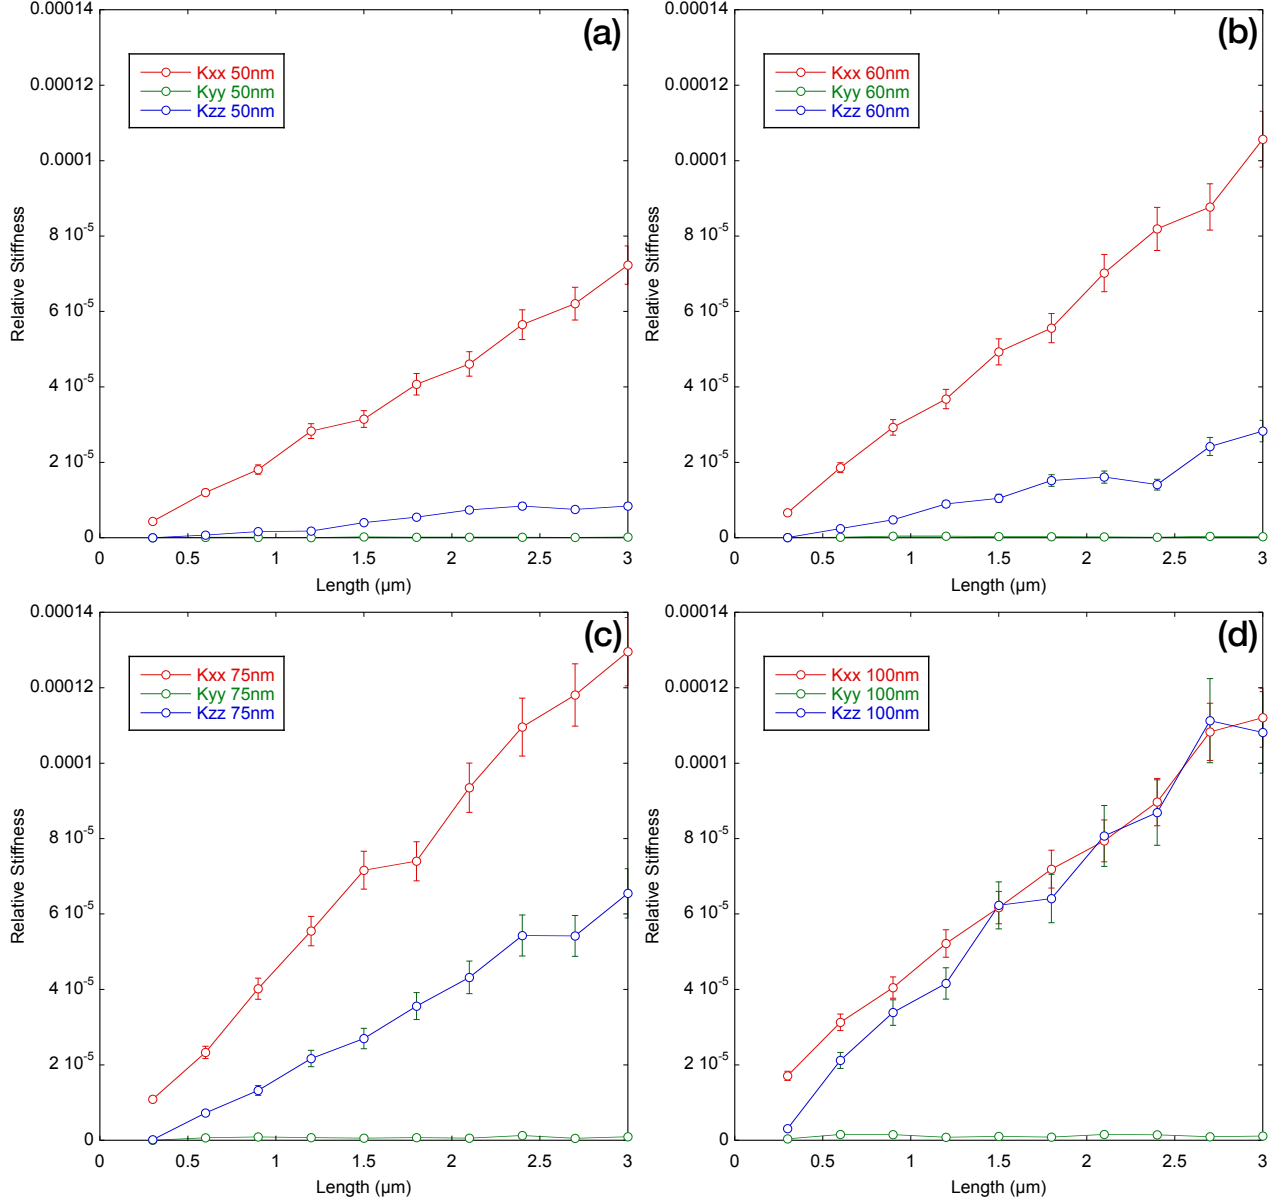 (a)
Kxx 50nm
Kyy 50nm
Kzz 50nm
0.00014
0.00012
0.0001
8 10-5
6 10-5
4 10-5
2 10-5
0
Relative Stiffness
0 0.5 1 1.5 2 2.5 3
Length (µm)
(b)
Kxx 60nm
Kyy 60nm
Kzz 60nm
0.00014
0.00012
0.0001
8 10-5
6 10-5
4 10-5
2 10-5
0
Relative Stiffness
0 0.5 1 1.5 2 2.5 3
Length (µm)
(c)
Kxx 75nm
Kyy 75nm
Kzz 75nm
0.00014
0.00012
0.0001
8 10-5
6 10-5
4 10-5
2 10-5
0
Relative Stiffness
0 0.5 1 1.5 2 2.5 3
Length (µm)
(d)
Kxx 100nm
Kyy 100nm
Kzz 100nm
0.00014
0.00012
0.0001
8 10-5
6 10-5
4 10-5
2 10-5
0
Relative Stiffness
0 0.5 1 1.5 2 2.5 3
Length (µm)